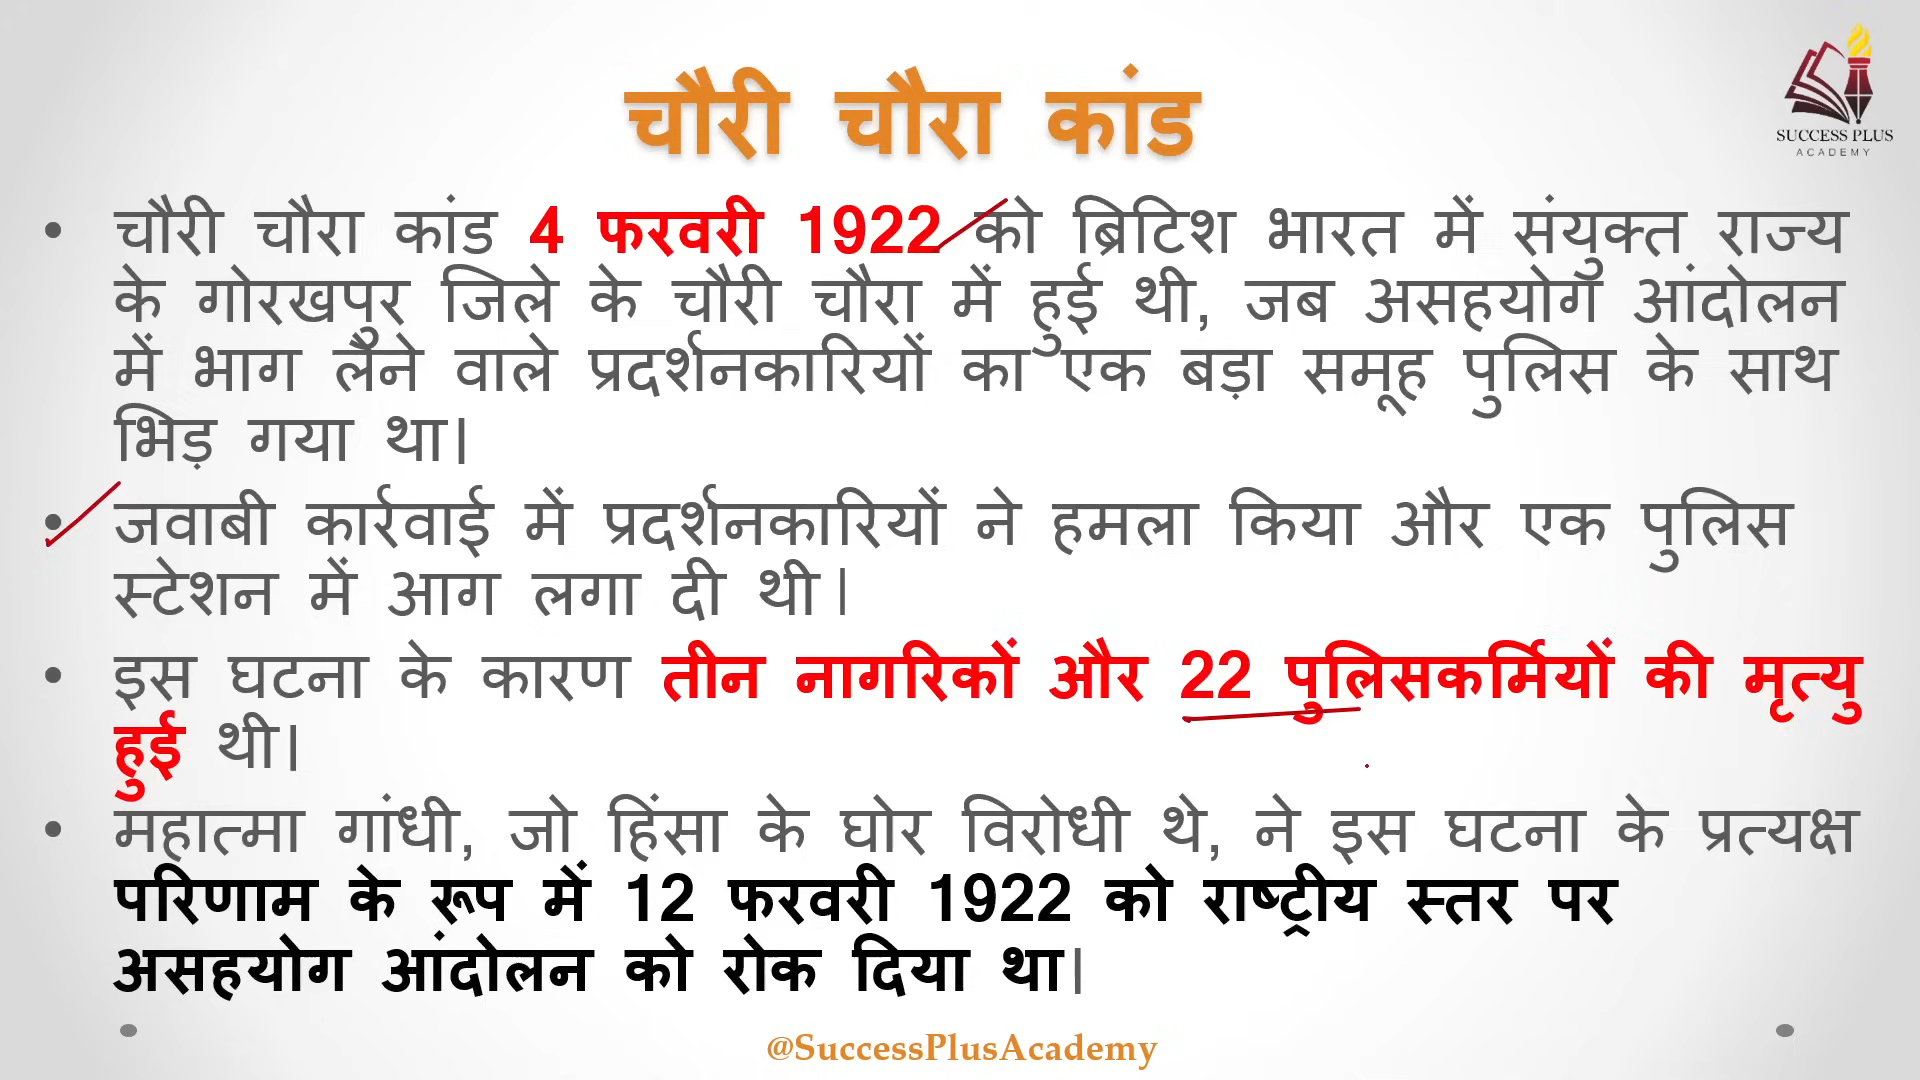 चौरी चौरा कांड
SUCCESS PLUS
ACADEMY
• चौरी चौरा कांड 4 फरवरी 1922 को ब्रिटिश भारत में संयुक्त राज्य
के गोरखपुर जिले के चौरी चौरा में हुई थी, जब असहयोग आंदोलन
में भाग लेने वाले प्रदर्शनकारियों का एक बड़ा समूह पुलिस के साथ
भिड़ गया था।
• जवाबी कार्रवाई में प्रदर्शनकारियों ने हमला किया और एक पुलिस
स्टेशन में आग लगा दी थी।
• इस घटना के कारण तीन नागरिकों और 22 पुलिसकर्मियों की मृत्यु
हुई थी।
• महात्मा गांधी, जो हिंसा के घोर विरोधी थे, ने इस घटना के प्रत्यक्ष
परिणाम के रूप में 12 फरवरी 1922 को राष्ट्रीय स्तर पर
असहयोग आंदोलन को रोक दिया था।
@SuccessPlusAcademy